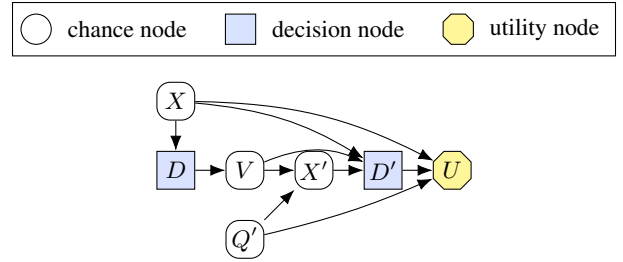 chance node decision node utility node
X
D V X′ D′ U
Q′